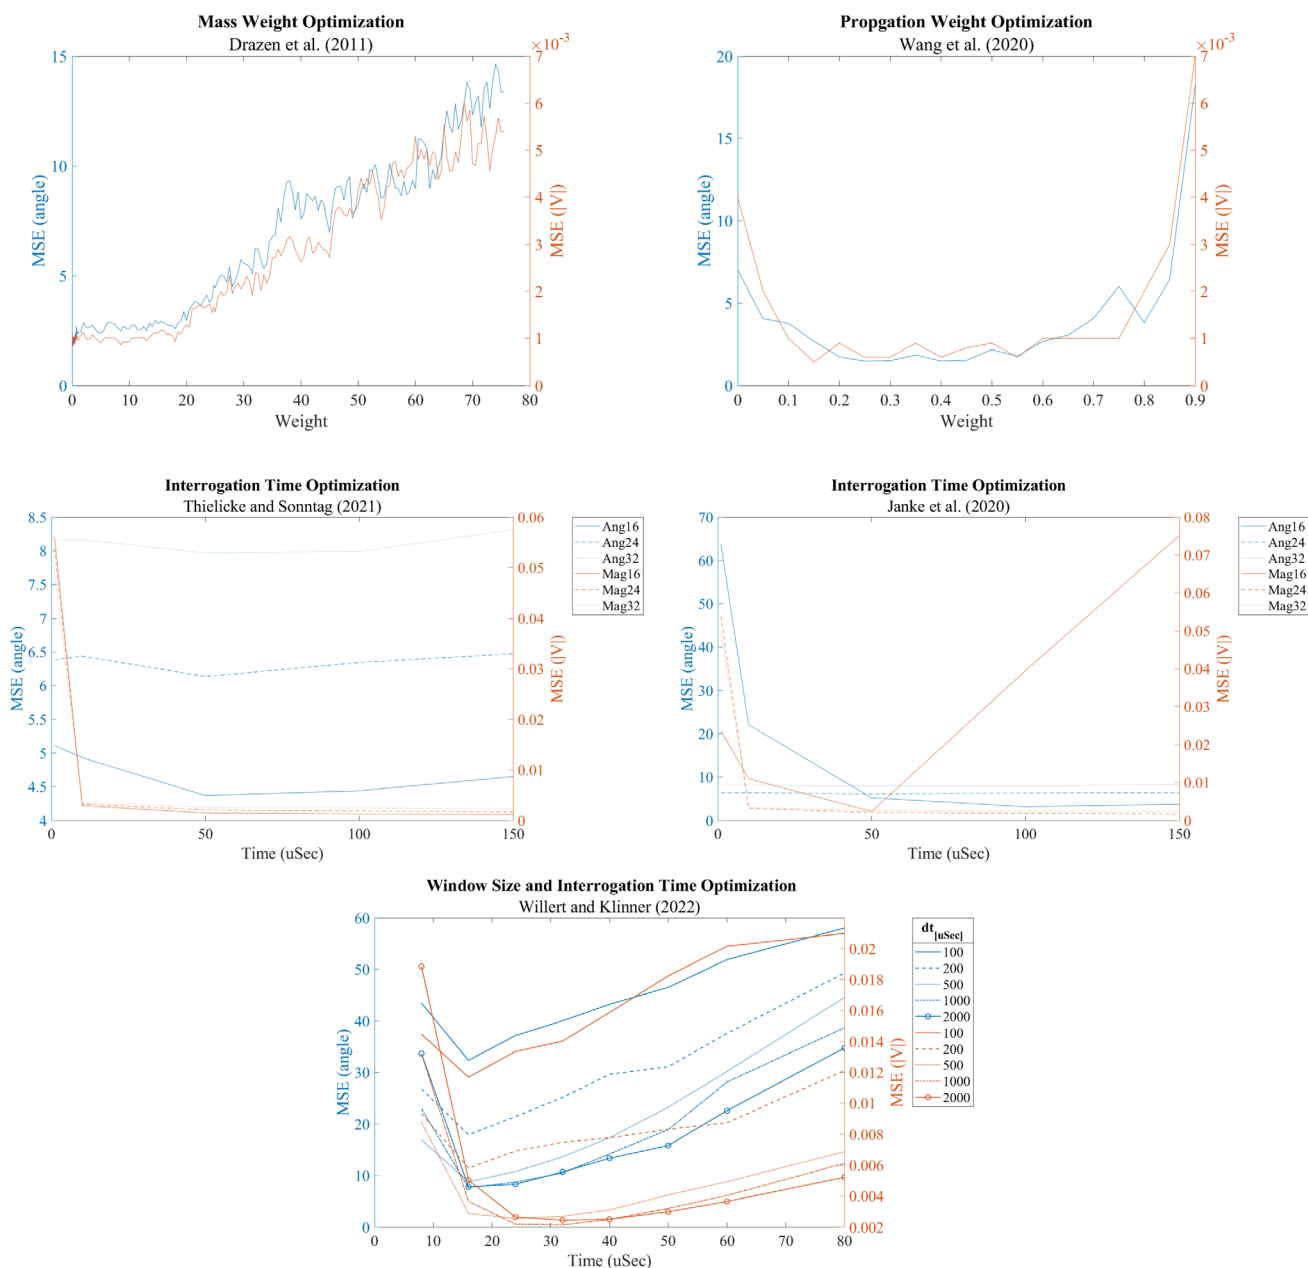 Mass Weight Optimization
Drazen et al. (2011)
×10-3
15
10
5
0
MSE (angle)
7
6
5
4
3
2
1
0
MSE (|V|)
0 10 20 30 40 50 60 70 80
Weight
Propgation Weight Optimization
Wang et al. (2020)
×10-3
20
15
10
5
0
MSE (angle)
7
6
5
4
3
2
1
0
MSE (|V|)
0 0.1 0.2 0.3 0.4 0.5 0.6 0.7 0.8 0.9
Weight
Interrogation Time Optimization
Thielicke and Sonntag (2021)
8.5
8
7.5
7
6.5
6
5.5
5
4.5
4
MSE (angle)
0.06
0.05
0.04
0.03
0.02
0.01
0
MSE (|V|)
0 50 100 150
Time (uSec)
Ang16
Ang24
Ang32
Mag16
Mag24
Mag32
Interrogation Time Optimization
Janke et al. (2020)
70
60
50
40
30
20
10
0
MSE (angle)
0.08
0.07
0.06
0.05
0.04
0.03
0.02
0.01
0
MSE (|V|)
0 50 100 150
Time (uSec)
Ang16
Ang24
Ang32
Mag16
Mag24
Mag32
Window Size and Interrogation Time Optimization
Willert and Klinner (2022)
60
50
40
30
20
10
0
MSE (angle)
0.02
0.018
0.016
0.014
0.012
0.01
0.008
0.006
0.004
0.002
MSE (|V|)
0 10 20 30 40 50 60 70 80
Time (uSec)
dt[uSec]
100
200
500
1000
2000
100
200
500
1000
2000